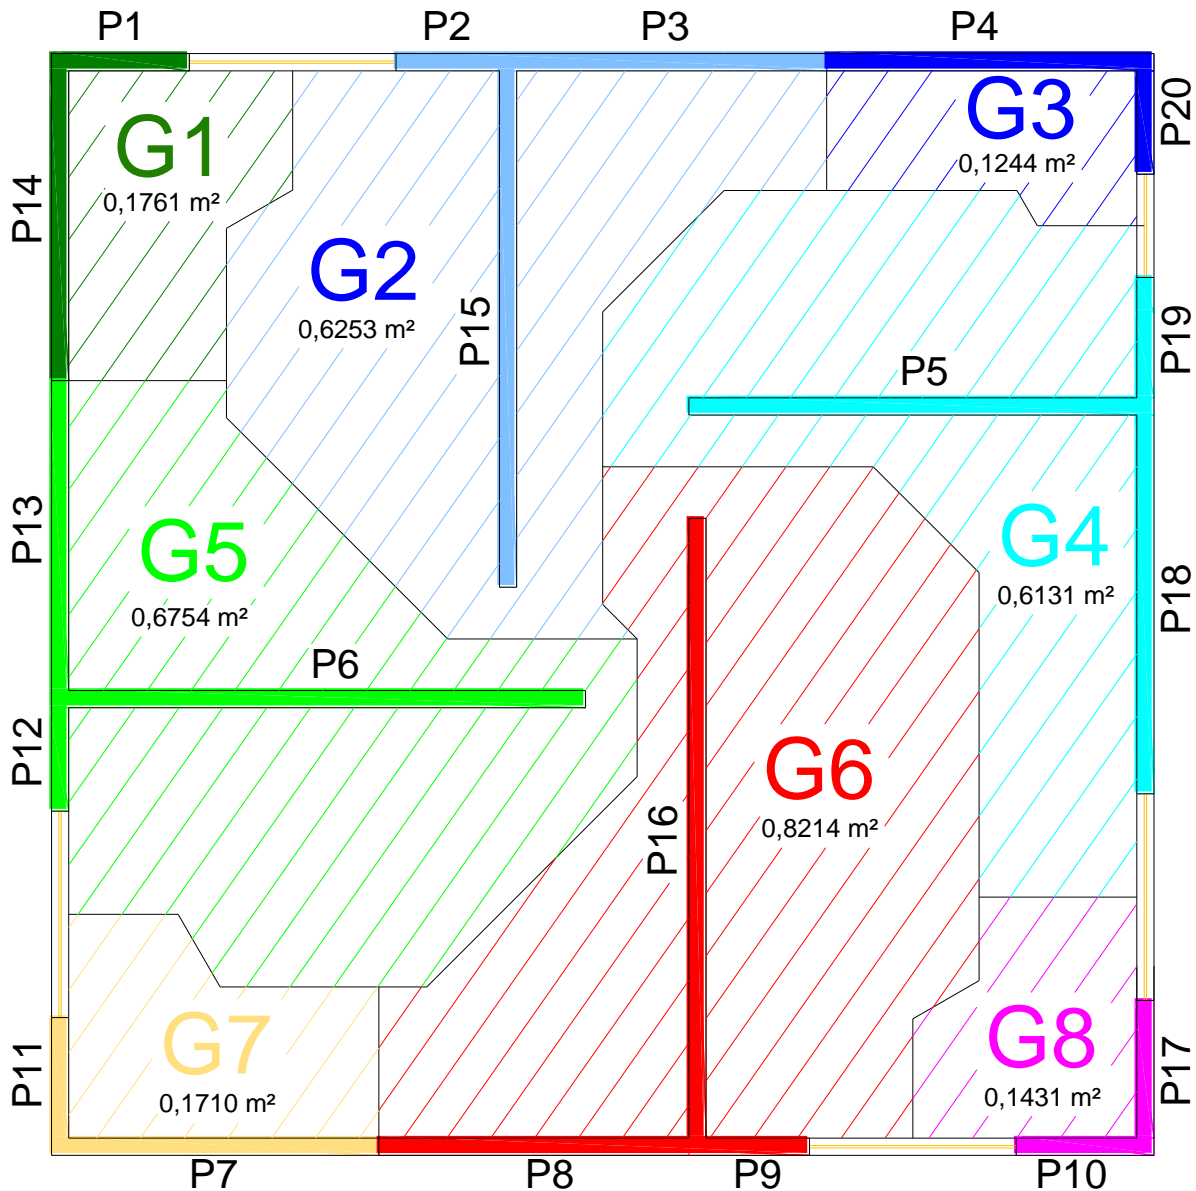 P1
P2
P3
P4
G1
0,1761 m²
G3
0,1244 m²
P20
P14
G2
0,6253 m²
P15
P19
P5
P13
G5
0,6754 m²
G4
0,6131 m²
P18
P6
P12
G6
0,8214 m²
P16
G7
0,1710 m²
P11
G8
0,1431 m²
P17
P7
P8
P9
P10